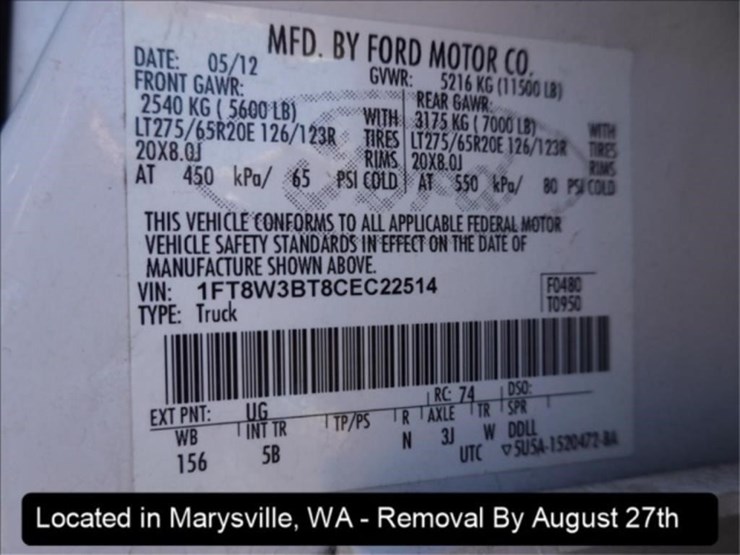 MFD. BY FORD MOTOR CO.
DATE: 05/12
GVWR: 5216 KG (11500 LB)
FRONT GAWR:
REAR GAWR:
2540 KG ( 5600 LB) WITH
3175 KG ( 7000 LB) WITH
LT275/65R20E 126/123R TIRES
LT275/65R20E 126/123R TIRES
20X8.0J RIMS
20X8.0J RIMS
AT 450 kPa/ 65 PSI COLD
AT 550 kPa/ 80 PSI COLD
THIS VEHICLE CONFORMS TO ALL APPLICABLE FEDERAL MOTOR
VEHICLE SAFETY STANDARDS IN EFFECT ON THE DATE OF
MANUFACTURE SHOWN ABOVE.
VIN: 1FT8W3BT8CEC22514
TYPE: Truck
F0480
T0950
RC: 74 DSO:
EXT PNT: UG
WB INT TR TP/PS R AXLE TR SPR
156 5B N 3J W DDLL
UTC ▽5U5A-1520472-BA
Located in Marysville, WA - Removal By August 27th